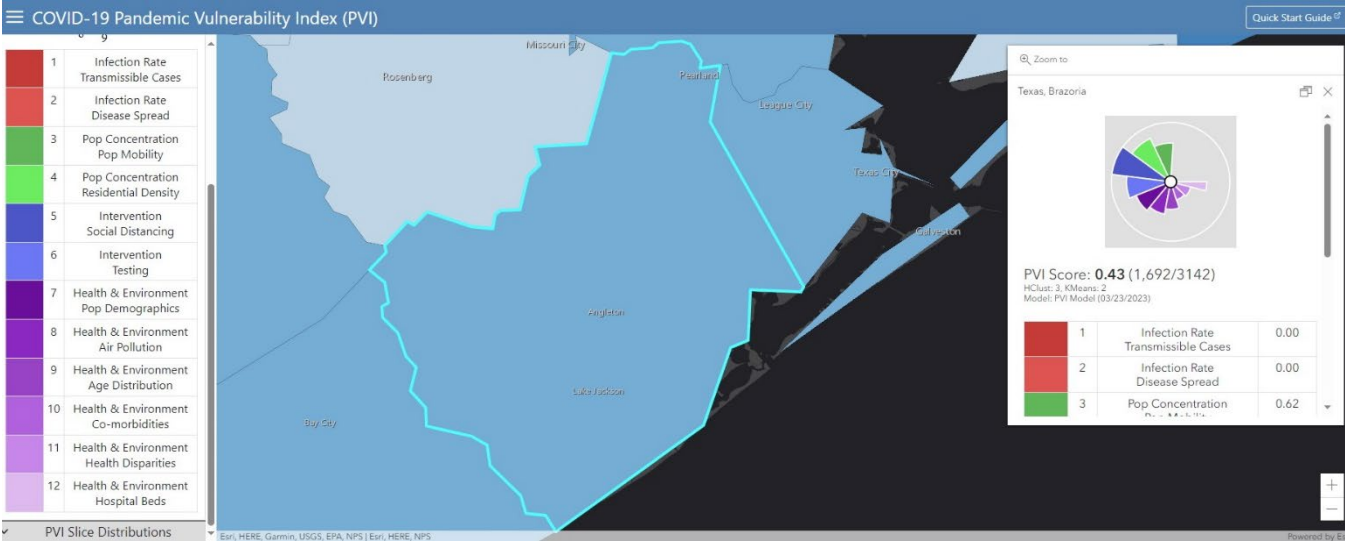 COVID-19 Pandemic Vulnerability Index (PVI)
Quick Start Guide
9
1 Infection Rate
Transmissible Cases
2 Infection Rate
Disease Spread
3 Pop Concentration
Pop Mobility
4 Pop Concentration
Residential Density
5 Intervention
Social Distancing
6 Intervention
Testing
7 Health & Environment
Pop Demographics
8 Health & Environment
Air Pollution
9 Health & Environment
Age Distribution
10 Health & Environment
Co-morbidities
11 Health & Environment
Health Disparities
12 Health & Environment
Hospital Beds
PVI Slice Distributions
Missouri City
Rosenberg
Pearland
League City
Texas City
Galveston
Angleton
Lake Jackson
Bay City
Esri, HERE, Garmin, USGS, EPA, NPS | Esri, HERE, NPS
Zoom to
Texas, Brazoria
PVI Score: 0.43 (1,692/3142)
HClust: 3, KMeans: 2
Model: PVI Model (03/23/2023)
1 Infection Rate 0.00
Transmissible Cases
2 Infection Rate 0.00
Disease Spread
3 Pop Concentration 0.62
Pop Mobility
+
−
Powered by Es